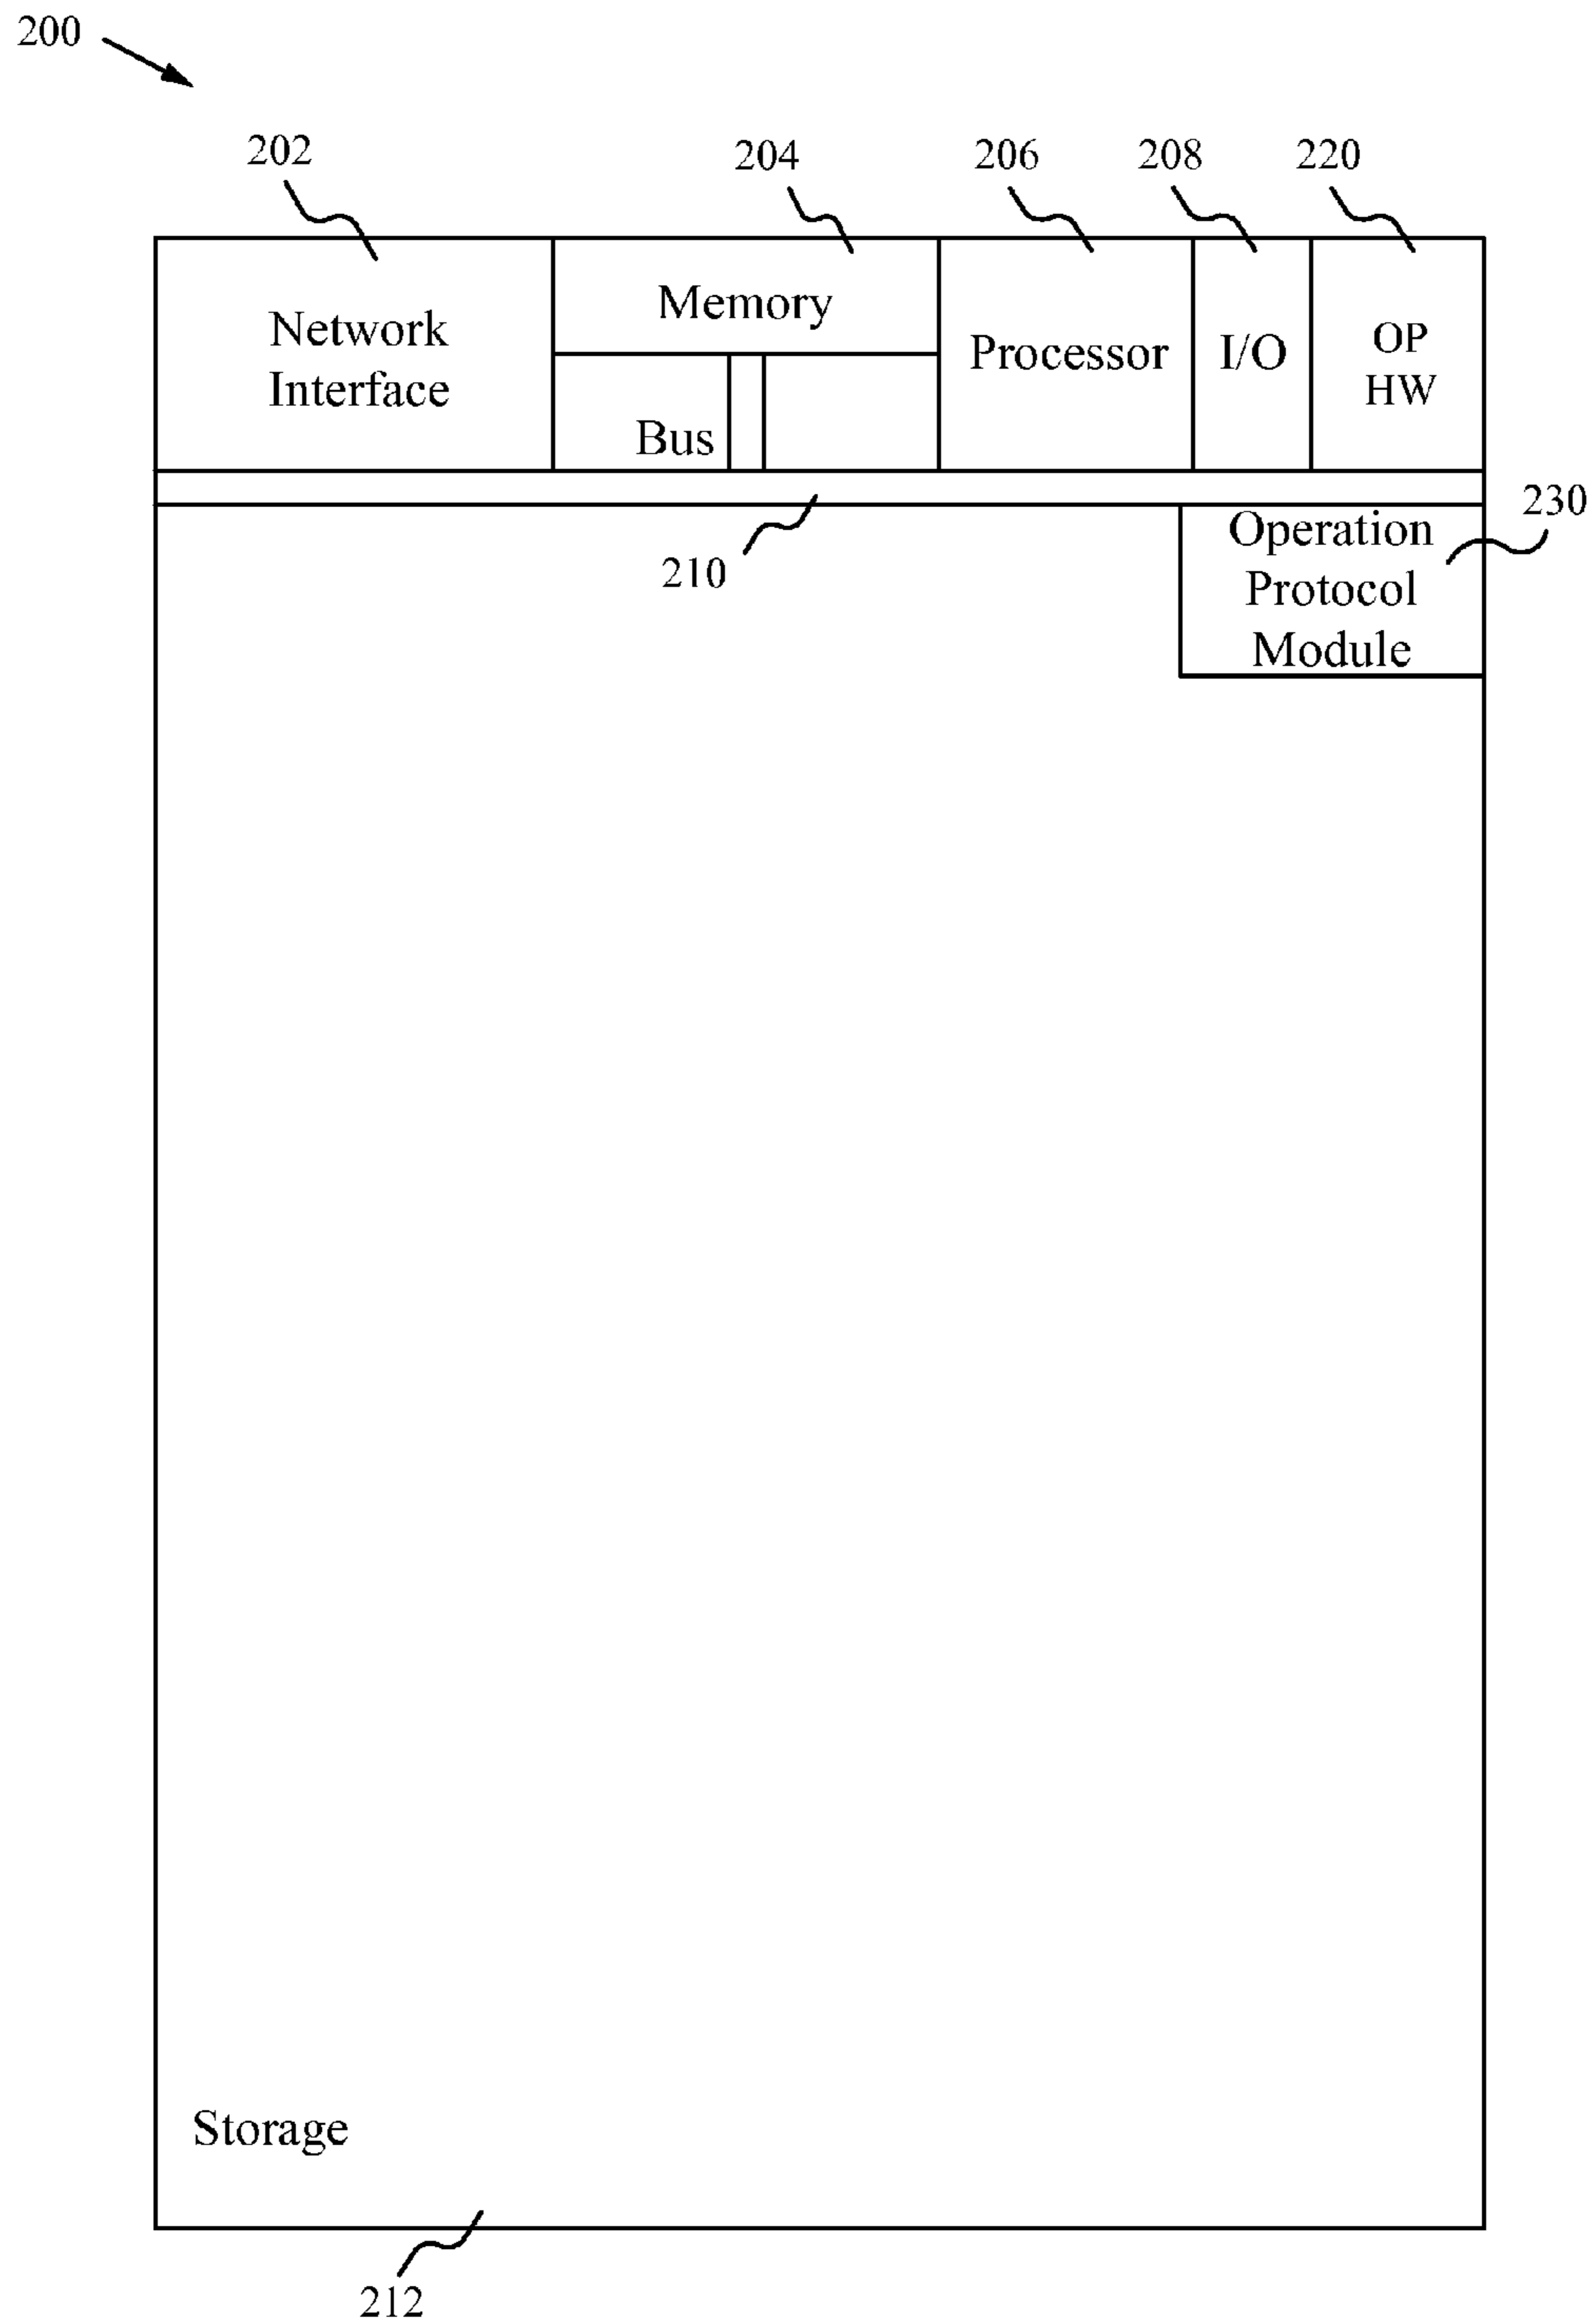 200
202
204
206
208
220
Network
Interface
Memory
Bus
Processor
I/O
OP
HW
210
230
Operation
Protocol
Module
Storage
212